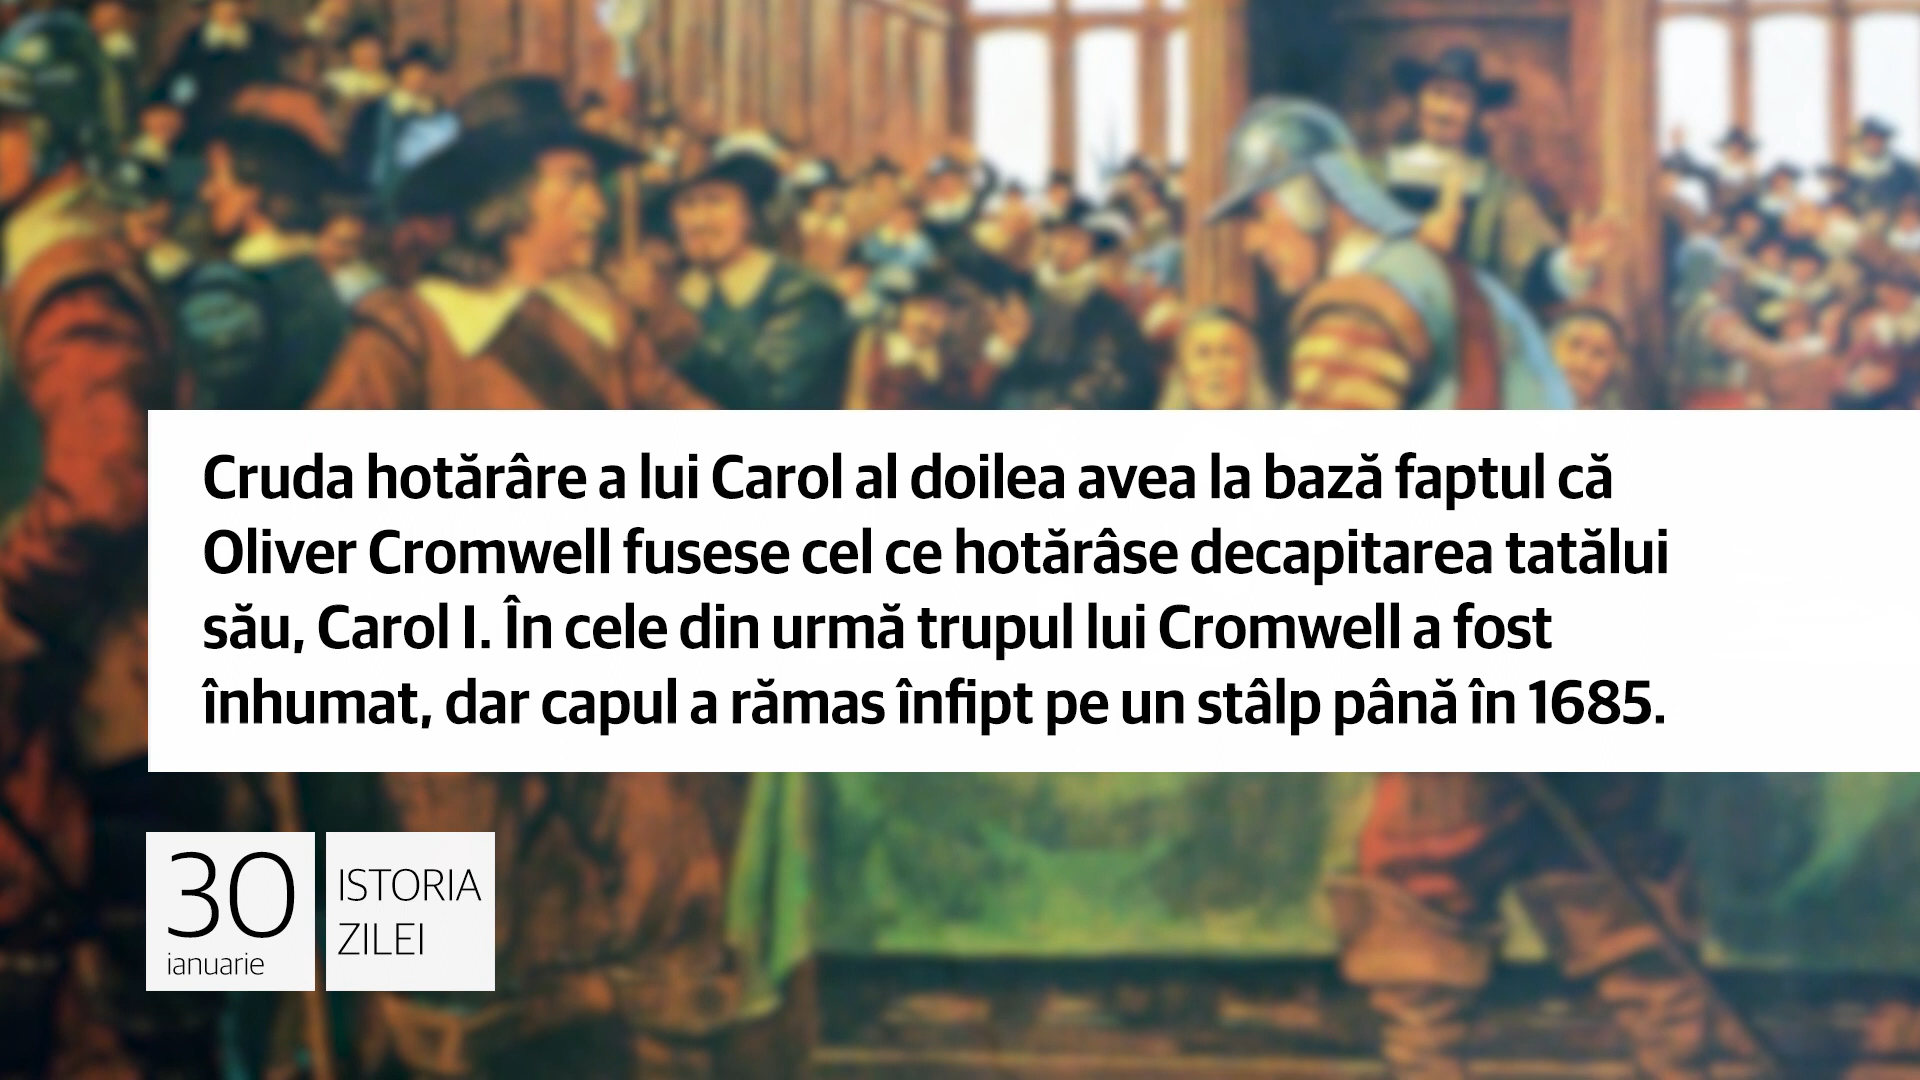 Cruda hotărâre a lui Carol al doilea avea la bază faptul că
Oliver Cromwell fusese cel ce hotărâse decapitarea tatălui
său, Carol I. În cele din urmă trupul lui Cromwell a fost
înhumat, dar capul a rămas înfipt pe un stâlp până în 1685.
30
ianuarie
ISTORIA
ZILEI